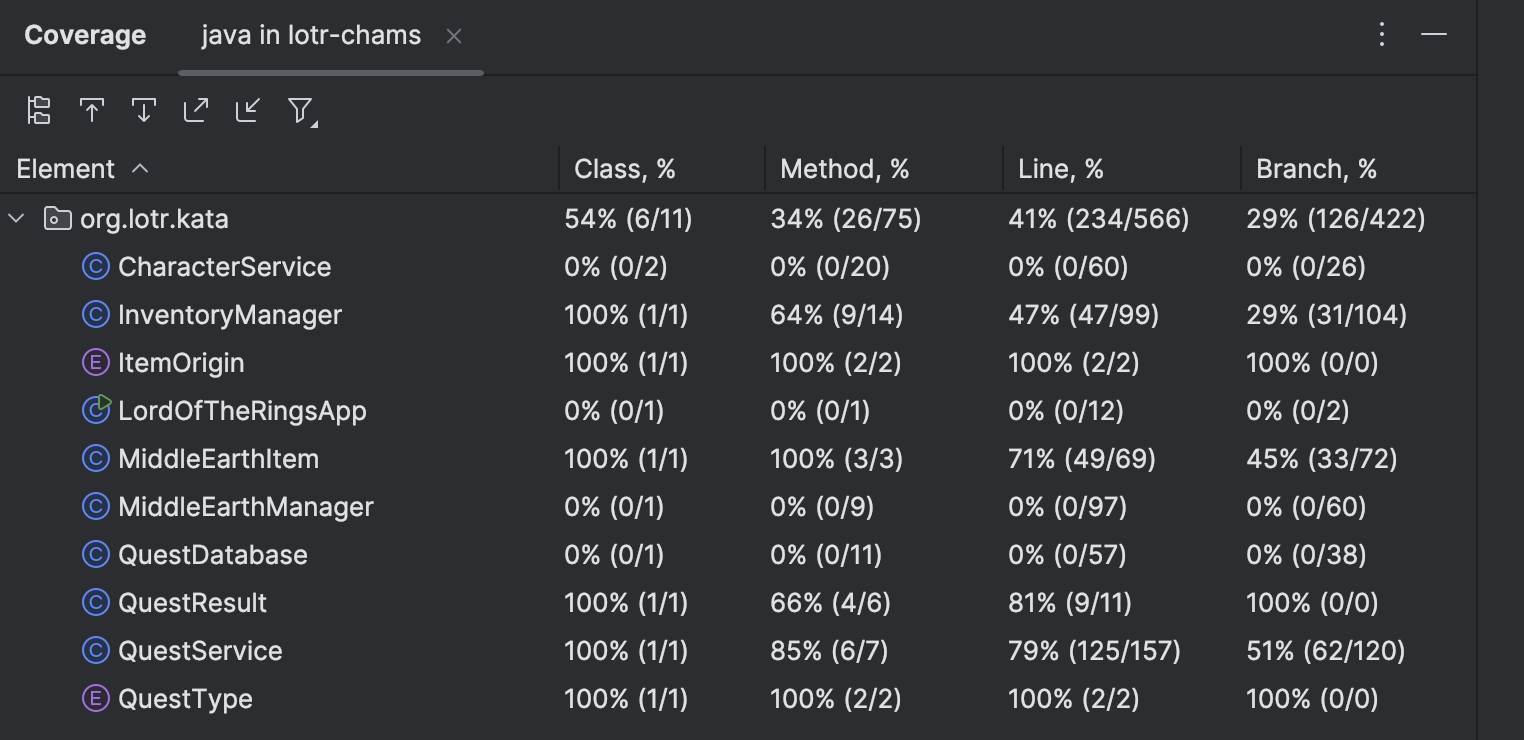 Coverage java in lotr-chams
Element Class, % Method, % Line, % Branch, %
org.lotr.kata 54% (6/11) 34% (26/75) 41% (234/566) 29% (126/422)
C CharacterService 0% (0/2) 0% (0/20) 0% (0/60) 0% (0/26)
C InventoryManager 100% (1/1) 64% (9/14) 47% (47/99) 29% (31/104)
E ItemOrigin 100% (1/1) 100% (2/2) 100% (2/2) 100% (0/0)
C LordOfTheRingsApp 0% (0/1) 0% (0/1) 0% (0/12) 0% (0/2)
C MiddleEarthItem 100% (1/1) 100% (3/3) 71% (49/69) 45% (33/72)
C MiddleEarthManager 0% (0/1) 0% (0/9) 0% (0/97) 0% (0/60)
C QuestDatabase 0% (0/1) 0% (0/11) 0% (0/57) 0% (0/38)
C QuestResult 100% (1/1) 66% (4/6) 81% (9/11) 100% (0/0)
C QuestService 100% (1/1) 85% (6/7) 79% (125/157) 51% (62/120)
E QuestType 100% (1/1) 100% (2/2) 100% (2/2) 100% (0/0)